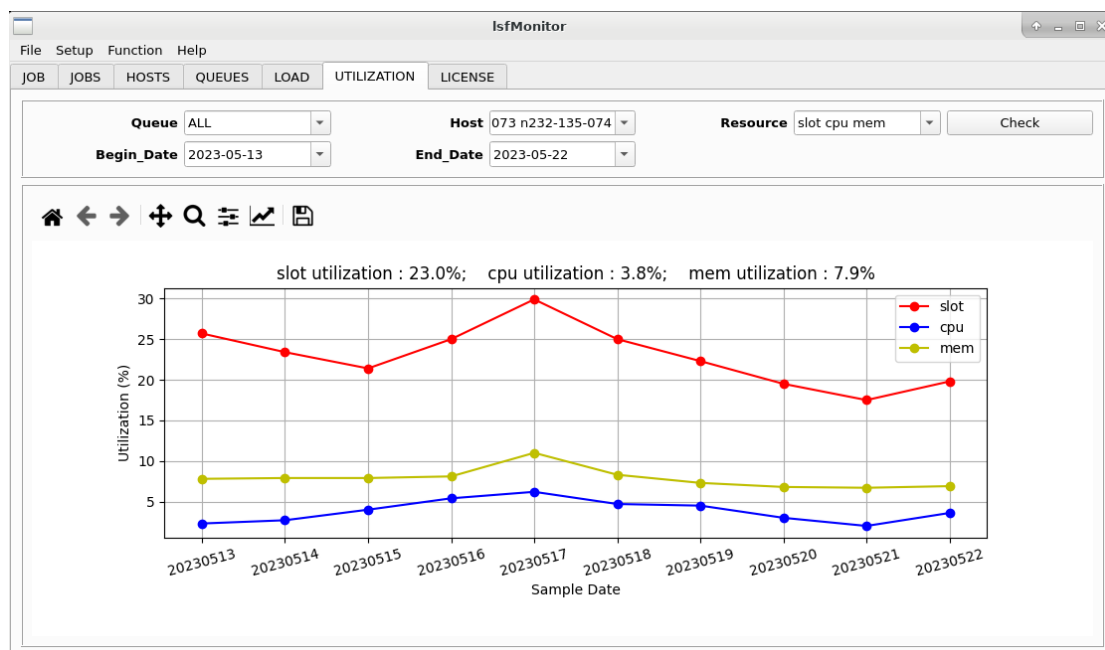 lsfMonitor
File Setup Function Help
JOB JOBS HOSTS QUEUES LOAD UTILIZATION LICENSE
Queue ALL Host 073 n232-135-074 Resource slot cpu mem Check
Begin_Date 2023-05-13 End_Date 2023-05-22
slot utilization : 23.0%; cpu utilization : 3.8%; mem utilization : 7.9%
slot
cpu
mem
30
25
20
15
10
5
Utilization (%)
20230513 20230514 20230515 20230516 20230517 20230518 20230519 20230520 20230521 20230522
Sample Date